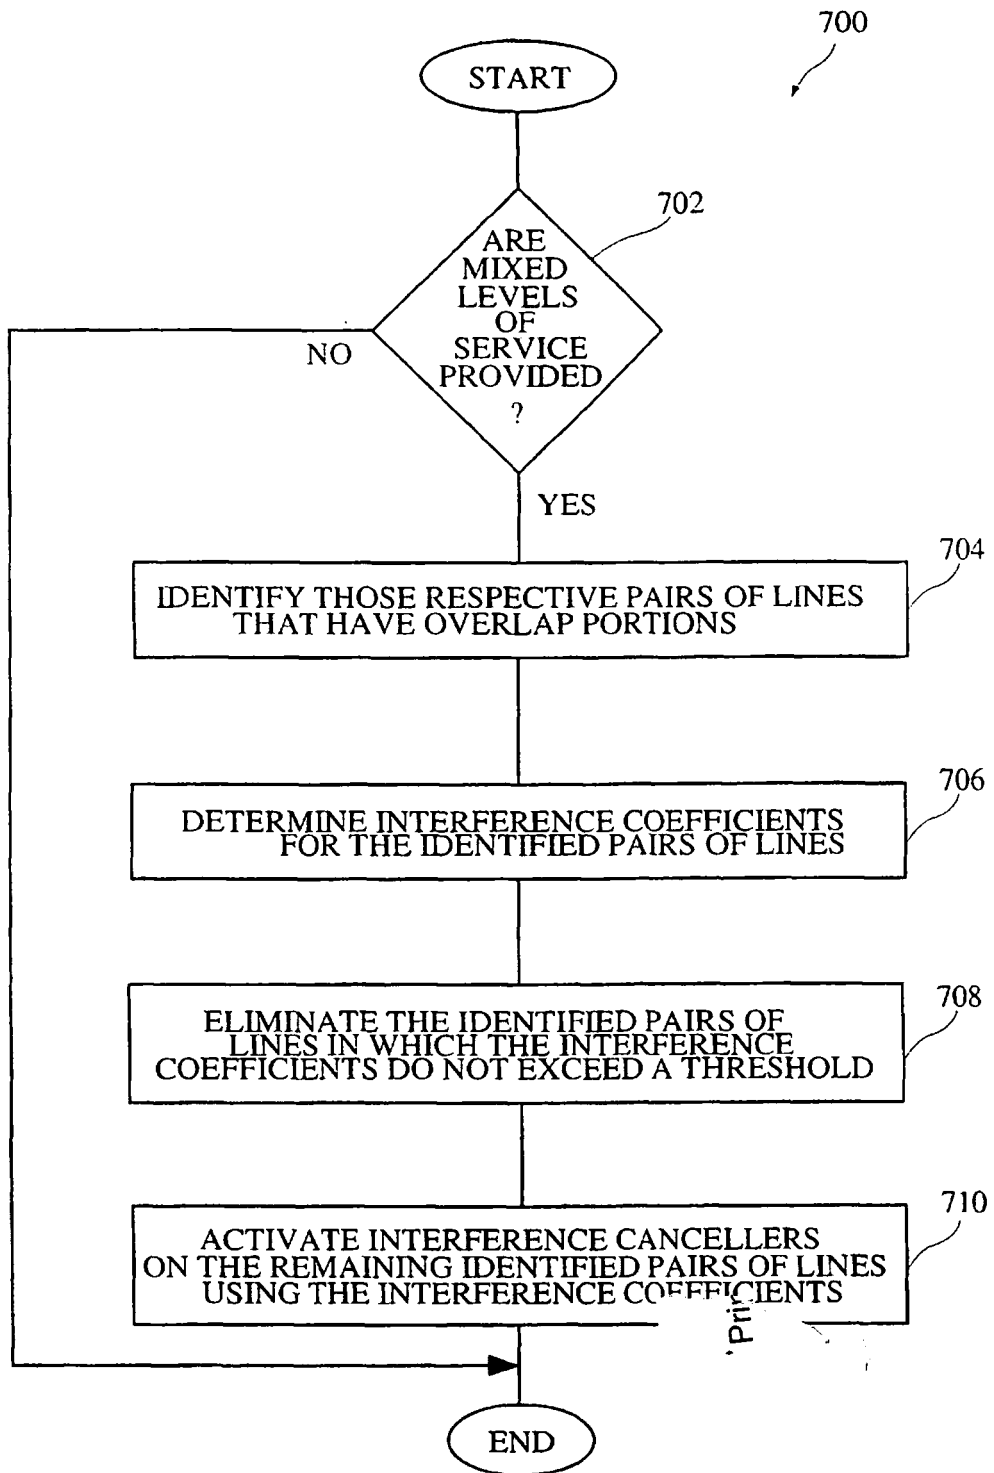 700
START
702
ARE
MIXED
LEVELS
OF
SERVICE
PROVIDED
?
NO
YES
704
IDENTIFY THOSE RESPECTIVE PAIRS OF LINES
THAT HAVE OVERLAP PORTIONS
706
DETERMINE INTERFERENCE COEFFICIENTS
FOR THE IDENTIFIED PAIRS OF LINES
708
ELIMINATE THE IDENTIFIED PAIRS OF
LINES IN WHICH THE INTERFERENCE
COEFFICIENTS DO NOT EXCEED A THRESHOLD
710
ACTIVATE INTERFERENCE CANCELLERS
ON THE REMAINING IDENTIFIED PAIRS OF LINES
USING THE INTERFERENCE COEFFICIENTS
END